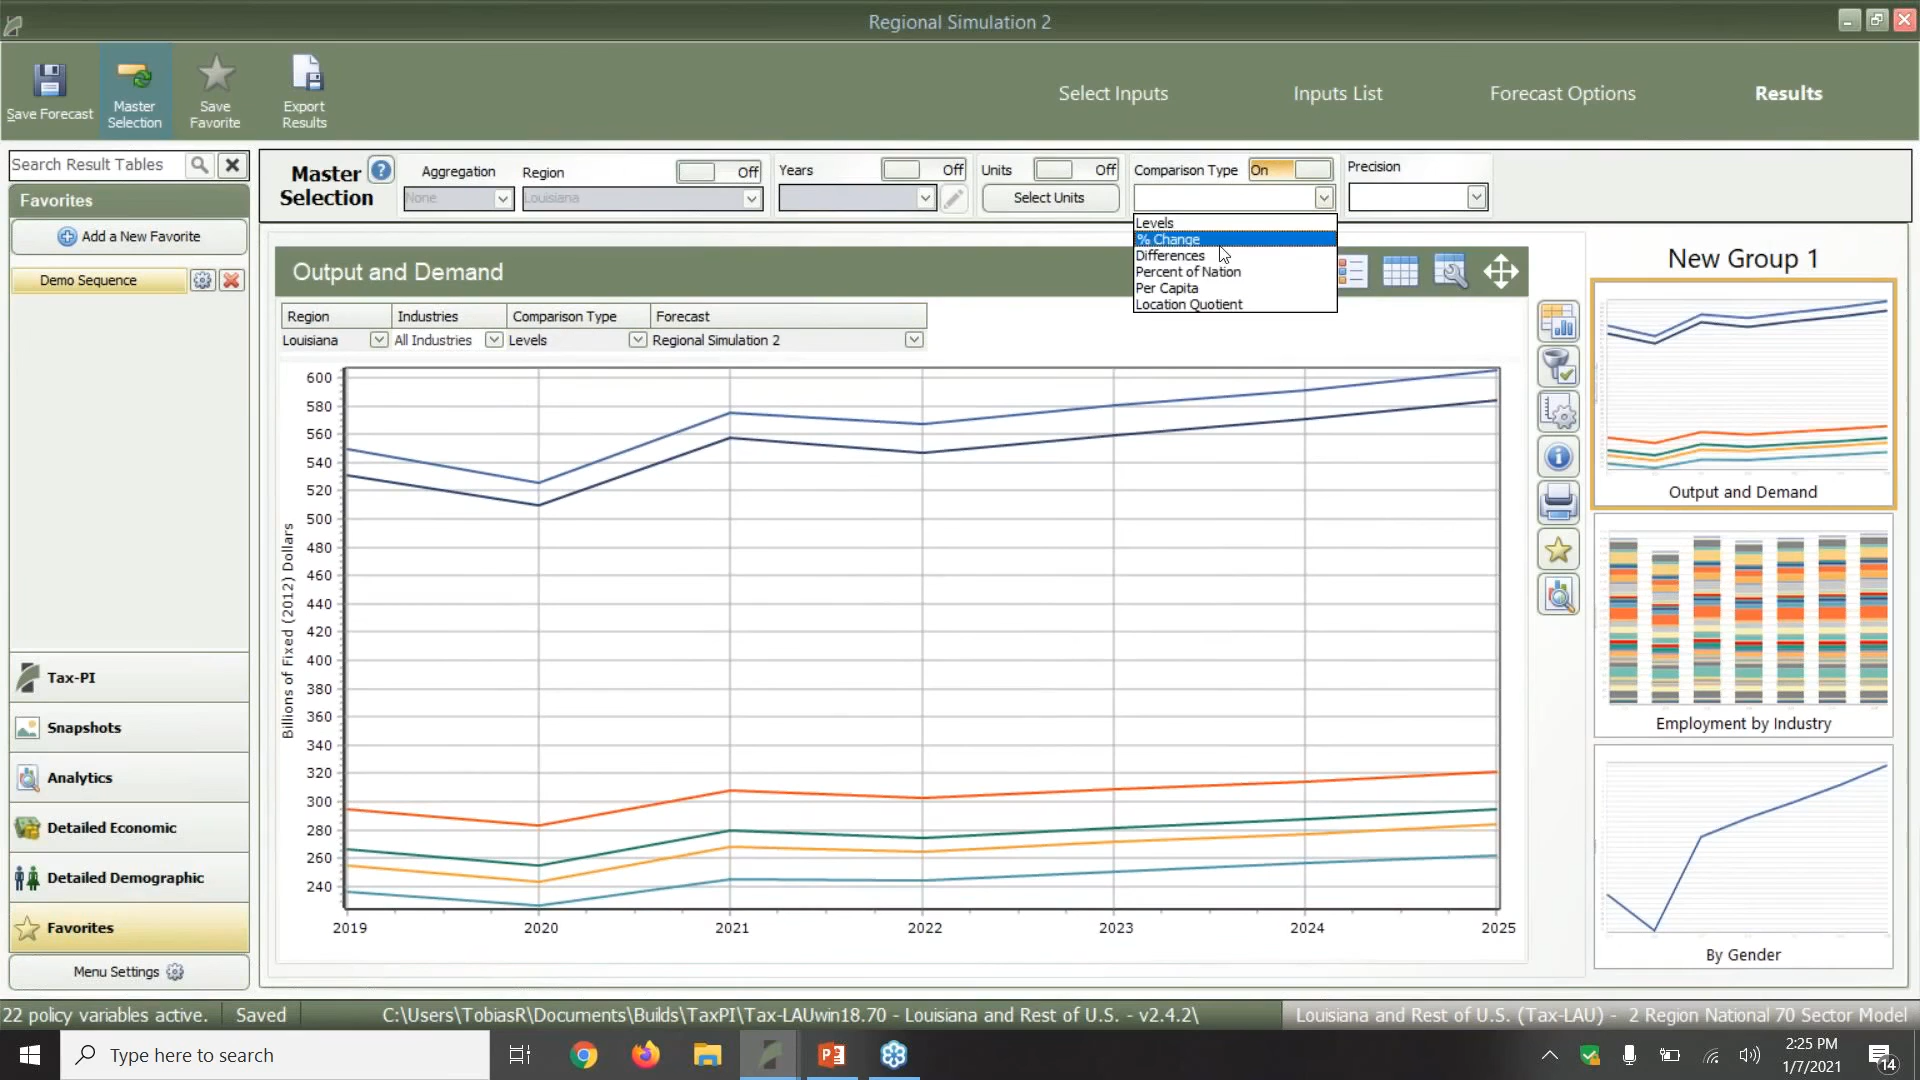 Regional Simulation 2
Save Forecast
Master Selection
Save Favorite
Export Results
Select Inputs
Inputs List
Forecast Options
Results
Search Result Tables
Favorites
Add a New Favorite
Demo Sequence
Tax-PI
Snapshots
Analytics
Detailed Economic
Detailed Demographic
Favorites
Menu Settings
Master Selection
Aggregation
None
Region
Off
Louisiana
Years
Off
Units
Off
Select Units
Comparison Type
On
Precision
Levels
% Change
Differences
Percent of Nation
Per Capita
Location Quotient
Output and Demand
Region Industries Comparison Type Forecast
Louisiana All Industries Levels Regional Simulation 2
Billions of Fixed (2012) Dollars
600
580
560
540
520
500
480
460
440
420
400
380
360
340
320
300
280
260
240
2019 2020 2021 2022 2023 2024 2025
New Group 1
Output and Demand
Employment by Industry
By Gender
22 policy variables active.
Saved
C:\Users\TobiasR\Documents\Builds\TaxPI\Tax-LAUwin18.70 - Louisiana and Rest of U.S. - v2.4.2\
Louisiana and Rest of U.S. (Tax-LAU) - 2 Region National 70 Sector Model
Type here to search
2:25 PM
1/7/2021
14